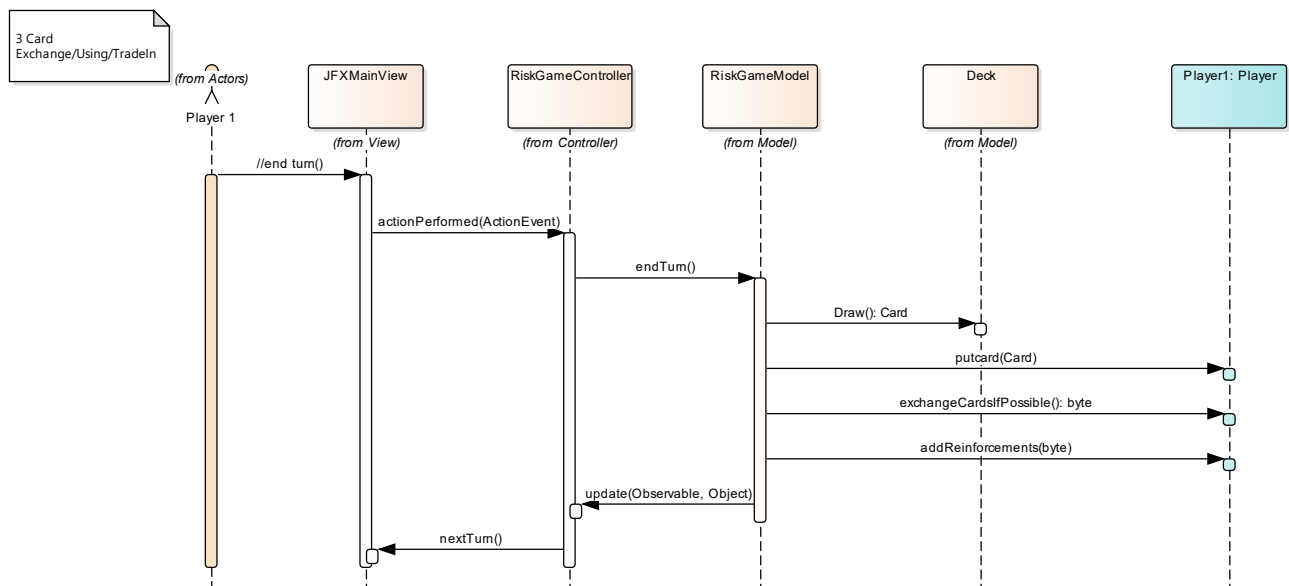 3 Card
Exchange/Using/TradeIn
(from Actors)
Player 1
JFXMainView
(from View)
RiskGameController
(from Controller)
RiskGameModel
(from Model)
Deck
(from Model)
Player1: Player
//end turn()
actionPerformed(ActionEvent)
endTurn()
Draw(): Card
putcard(Card)
exchangeCardsIfPossible(): byte
addReinforcements(byte)
update(Observable, Object)
nextTurn()